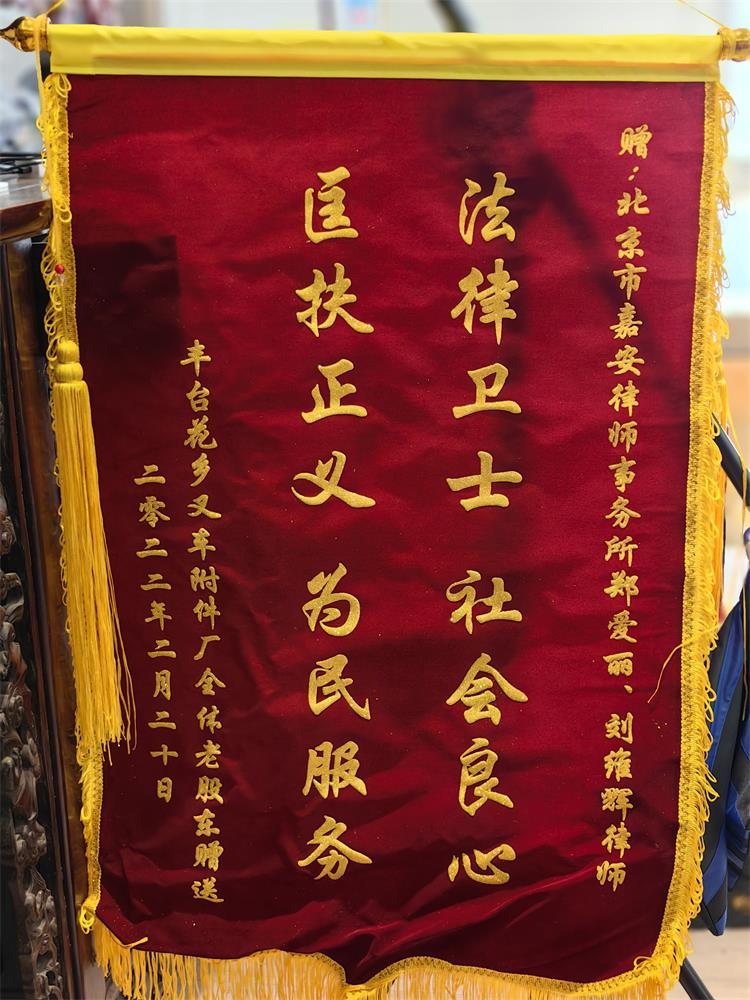 赠：北京市嘉安律师事务所郑爱丽、刘维辉律师
法律卫士 社会良心
匡扶正义 为民服务
丰台花乡叉车附件厂全体老股东赠送
二零二二年二月二十日